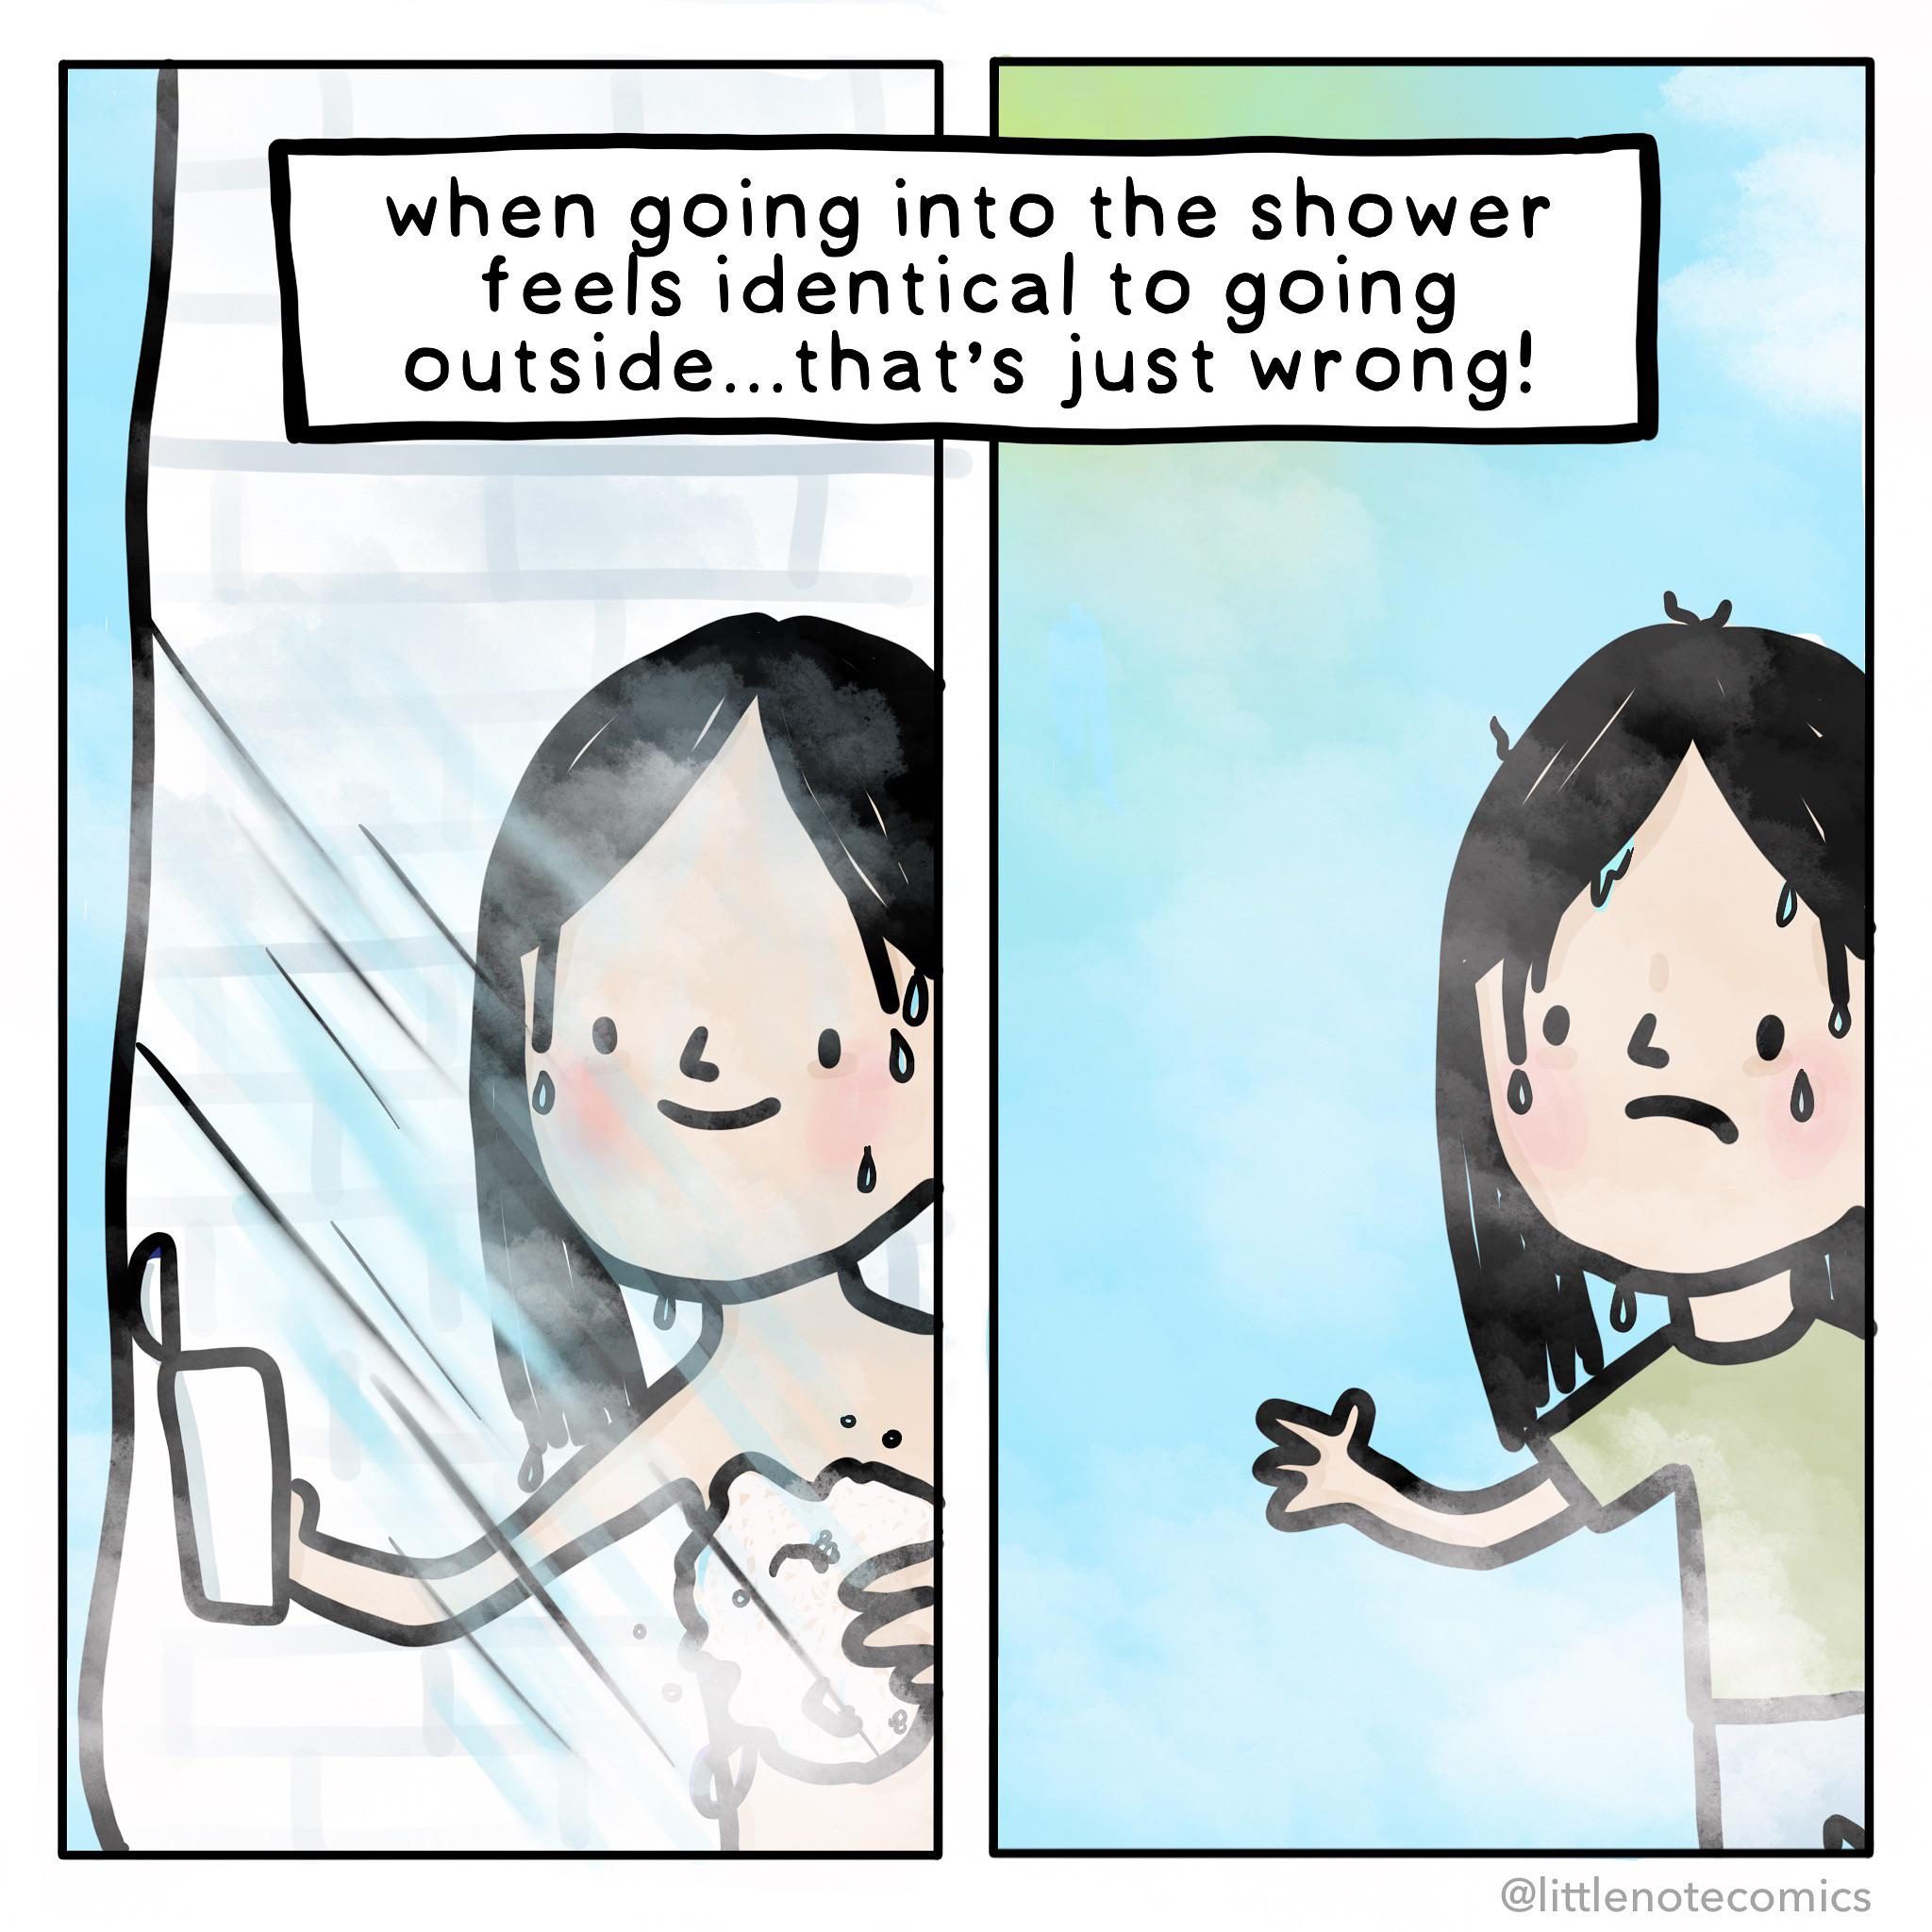 when going into the shower
feels identical to going
outside...that's just wrong!
@littlenotecomics